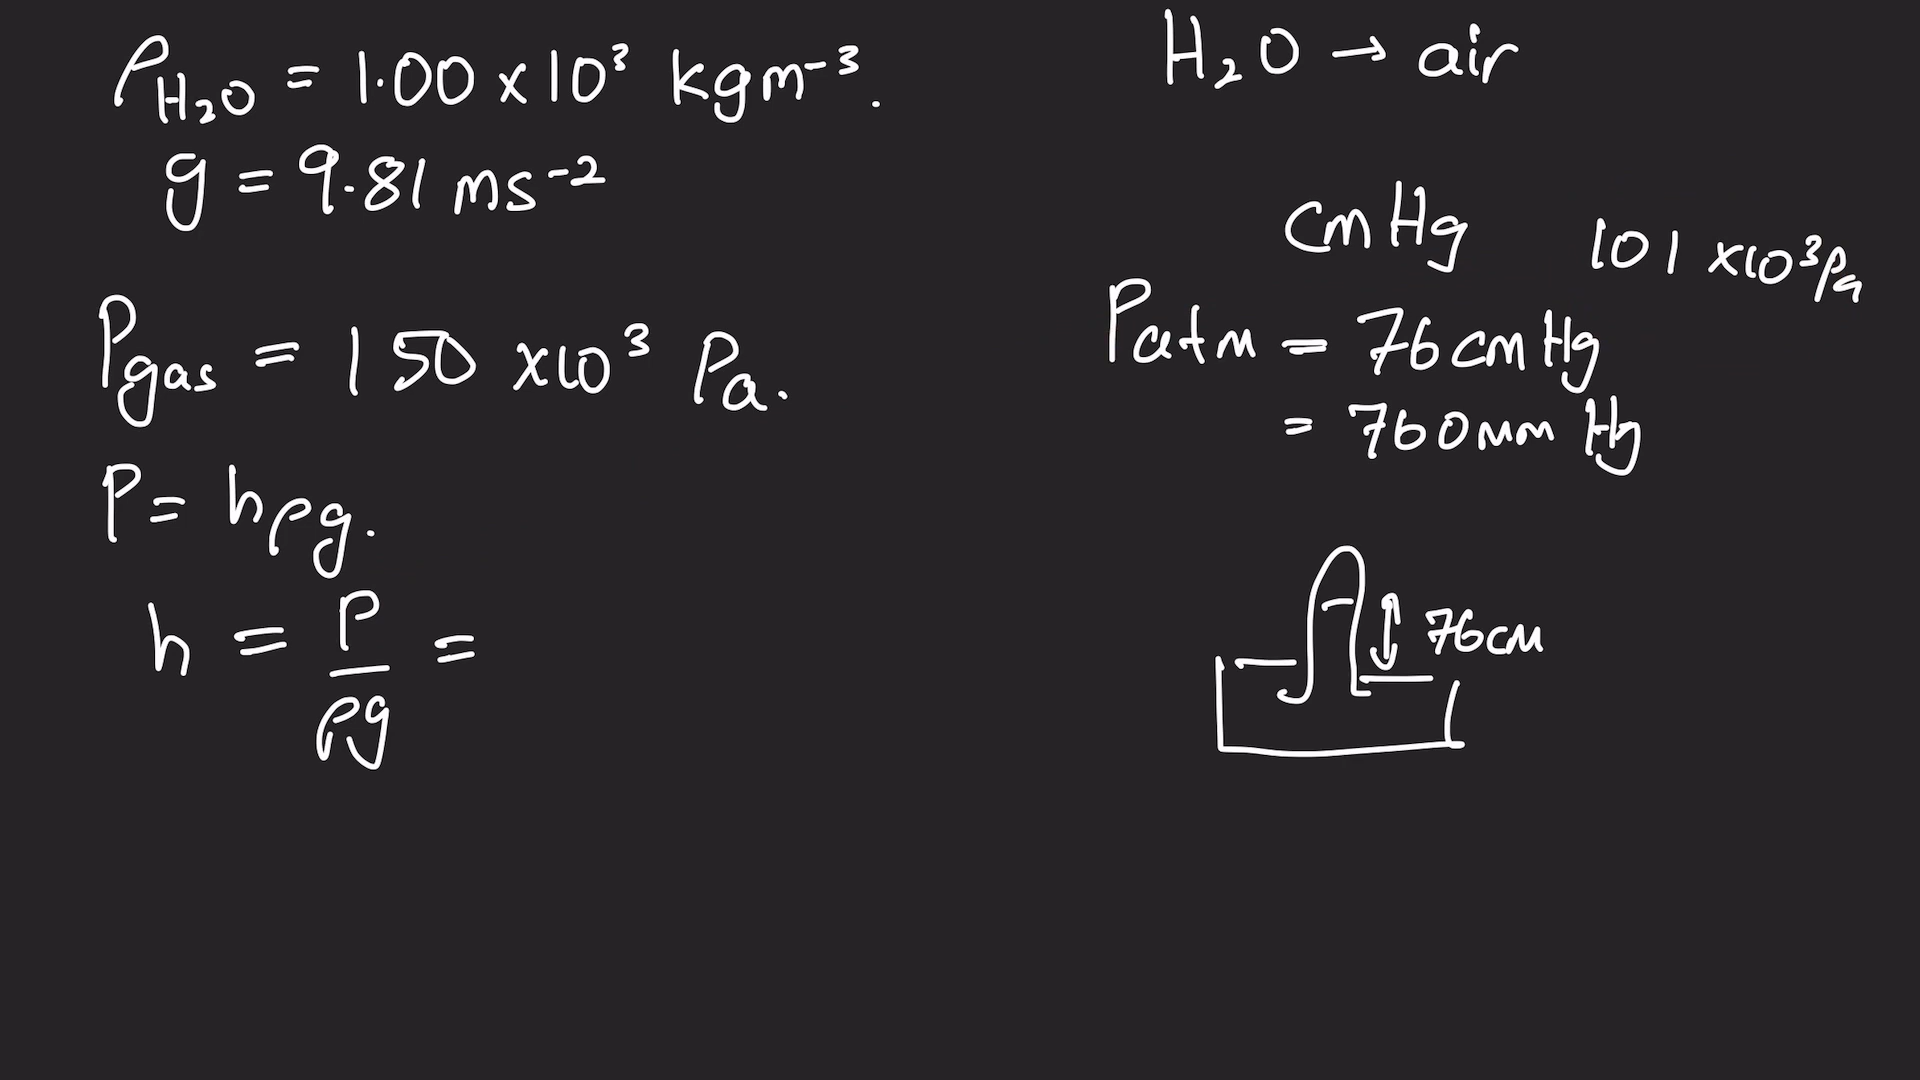 ρH₂O = 1.00 x 10³ kgm⁻³.
g = 9.81 ms⁻²
Pgas = 150 x10³ Pa.
P = hρg.
h = P/ρg =
H₂O → air
cmHg 101 x10³Pa
Patm = 76cmHg
= 760mm Hg
76cm